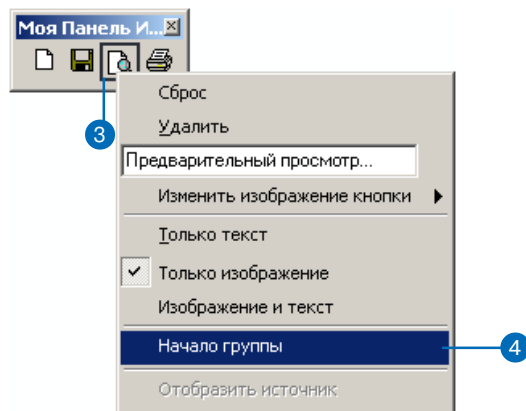 Моя Панель И...
3
Сброс
Удалить
Предварительный просмотр...
Изменить изображение кнопки
Только текст
Только изображение
Изображение и текст
Начало группы
4
Отобразить источник